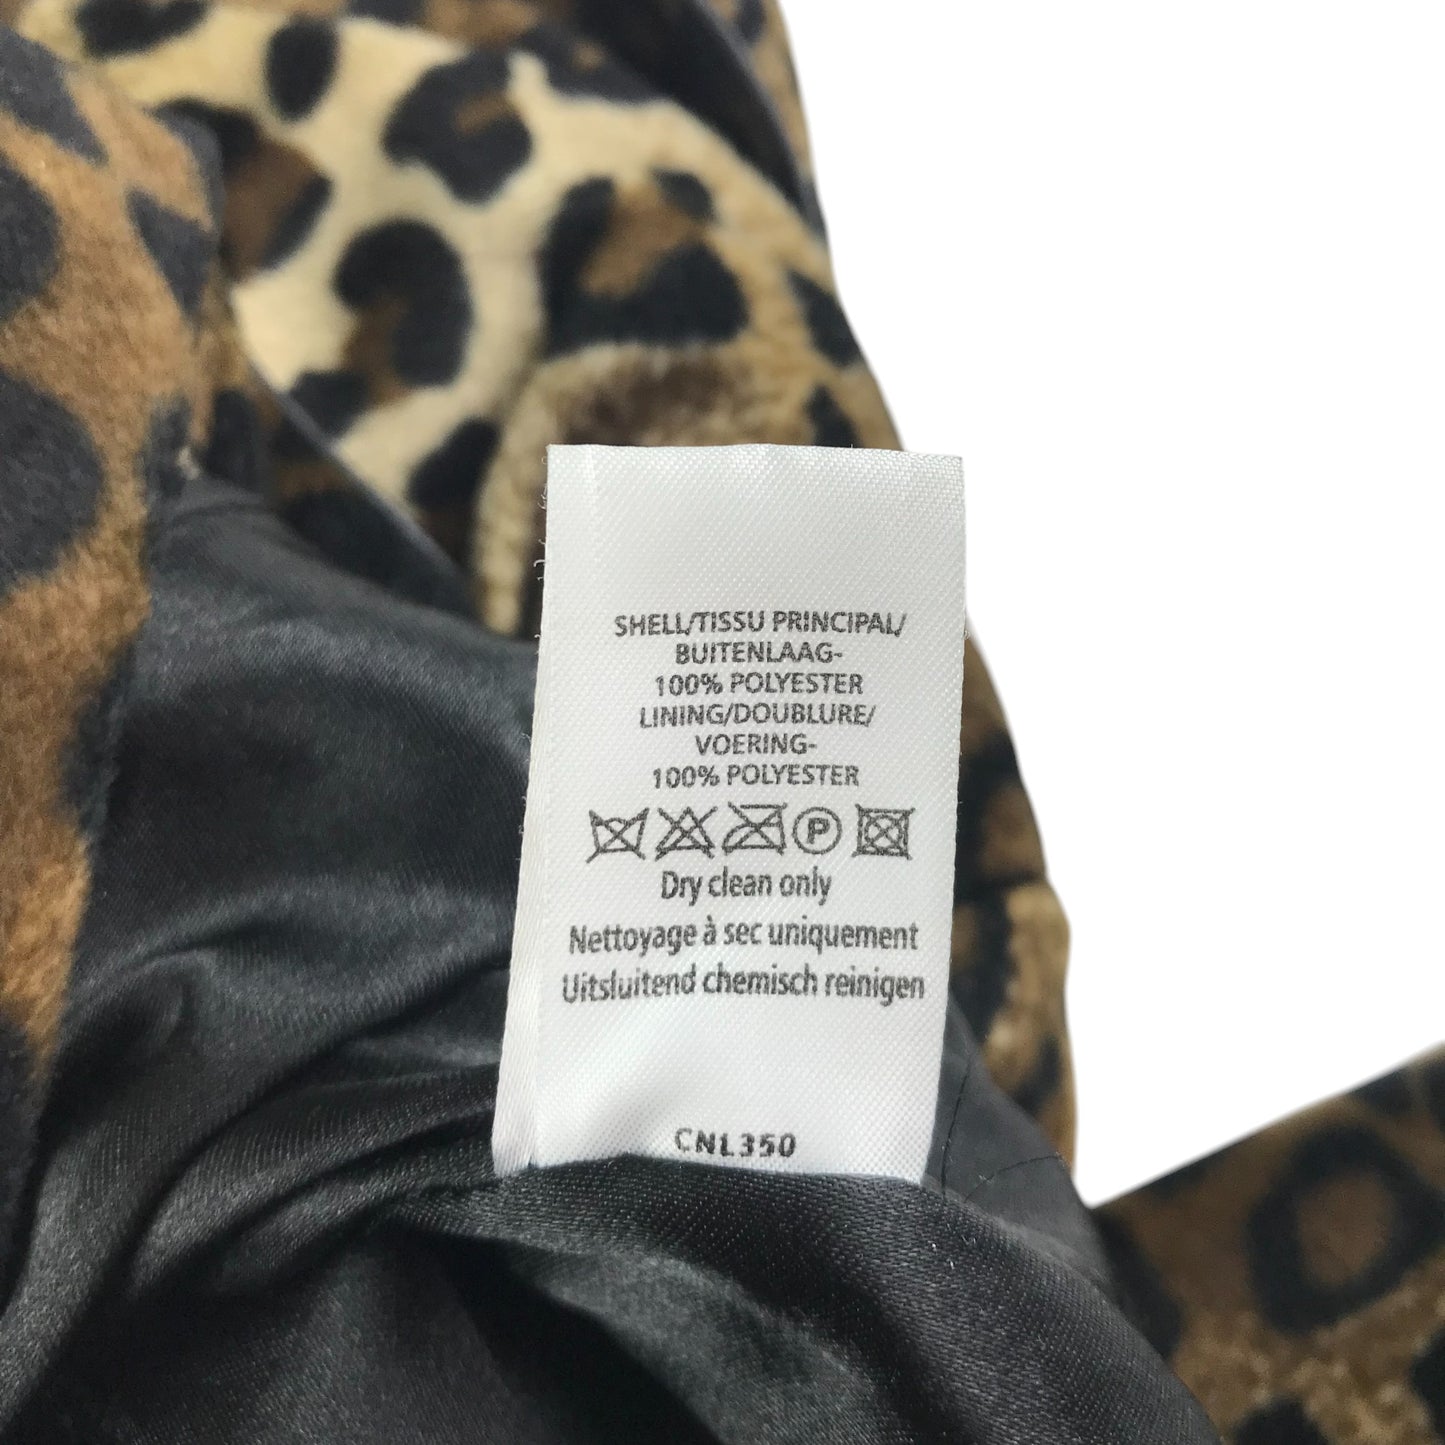 SHELL/TISSU PRINCIPAL/
BUITENLAAG-
100% POLYESTER
LINING/DOUBLURE/
VOERING-
100% POLYESTER
P
Dry clean only
Nettoyage à sec uniquement
Uitsluitend chemisch reinigen
CNL350